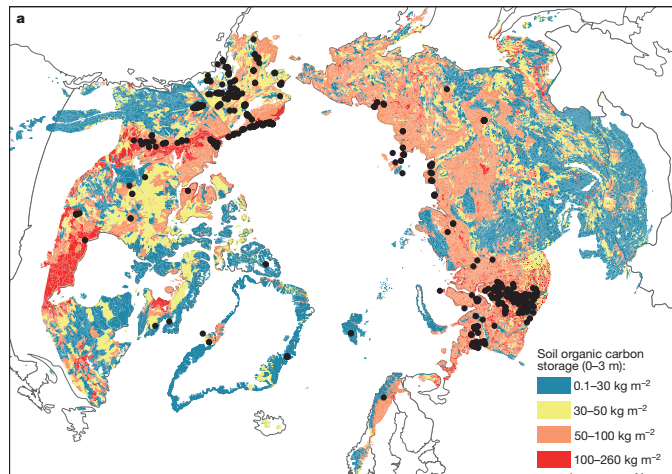 a
Soil organic carbon
storage (0–3 m):
0.1–30 kg m⁻²
30–50 kg m⁻²
50–100 kg m⁻²
100–260 kg m⁻²